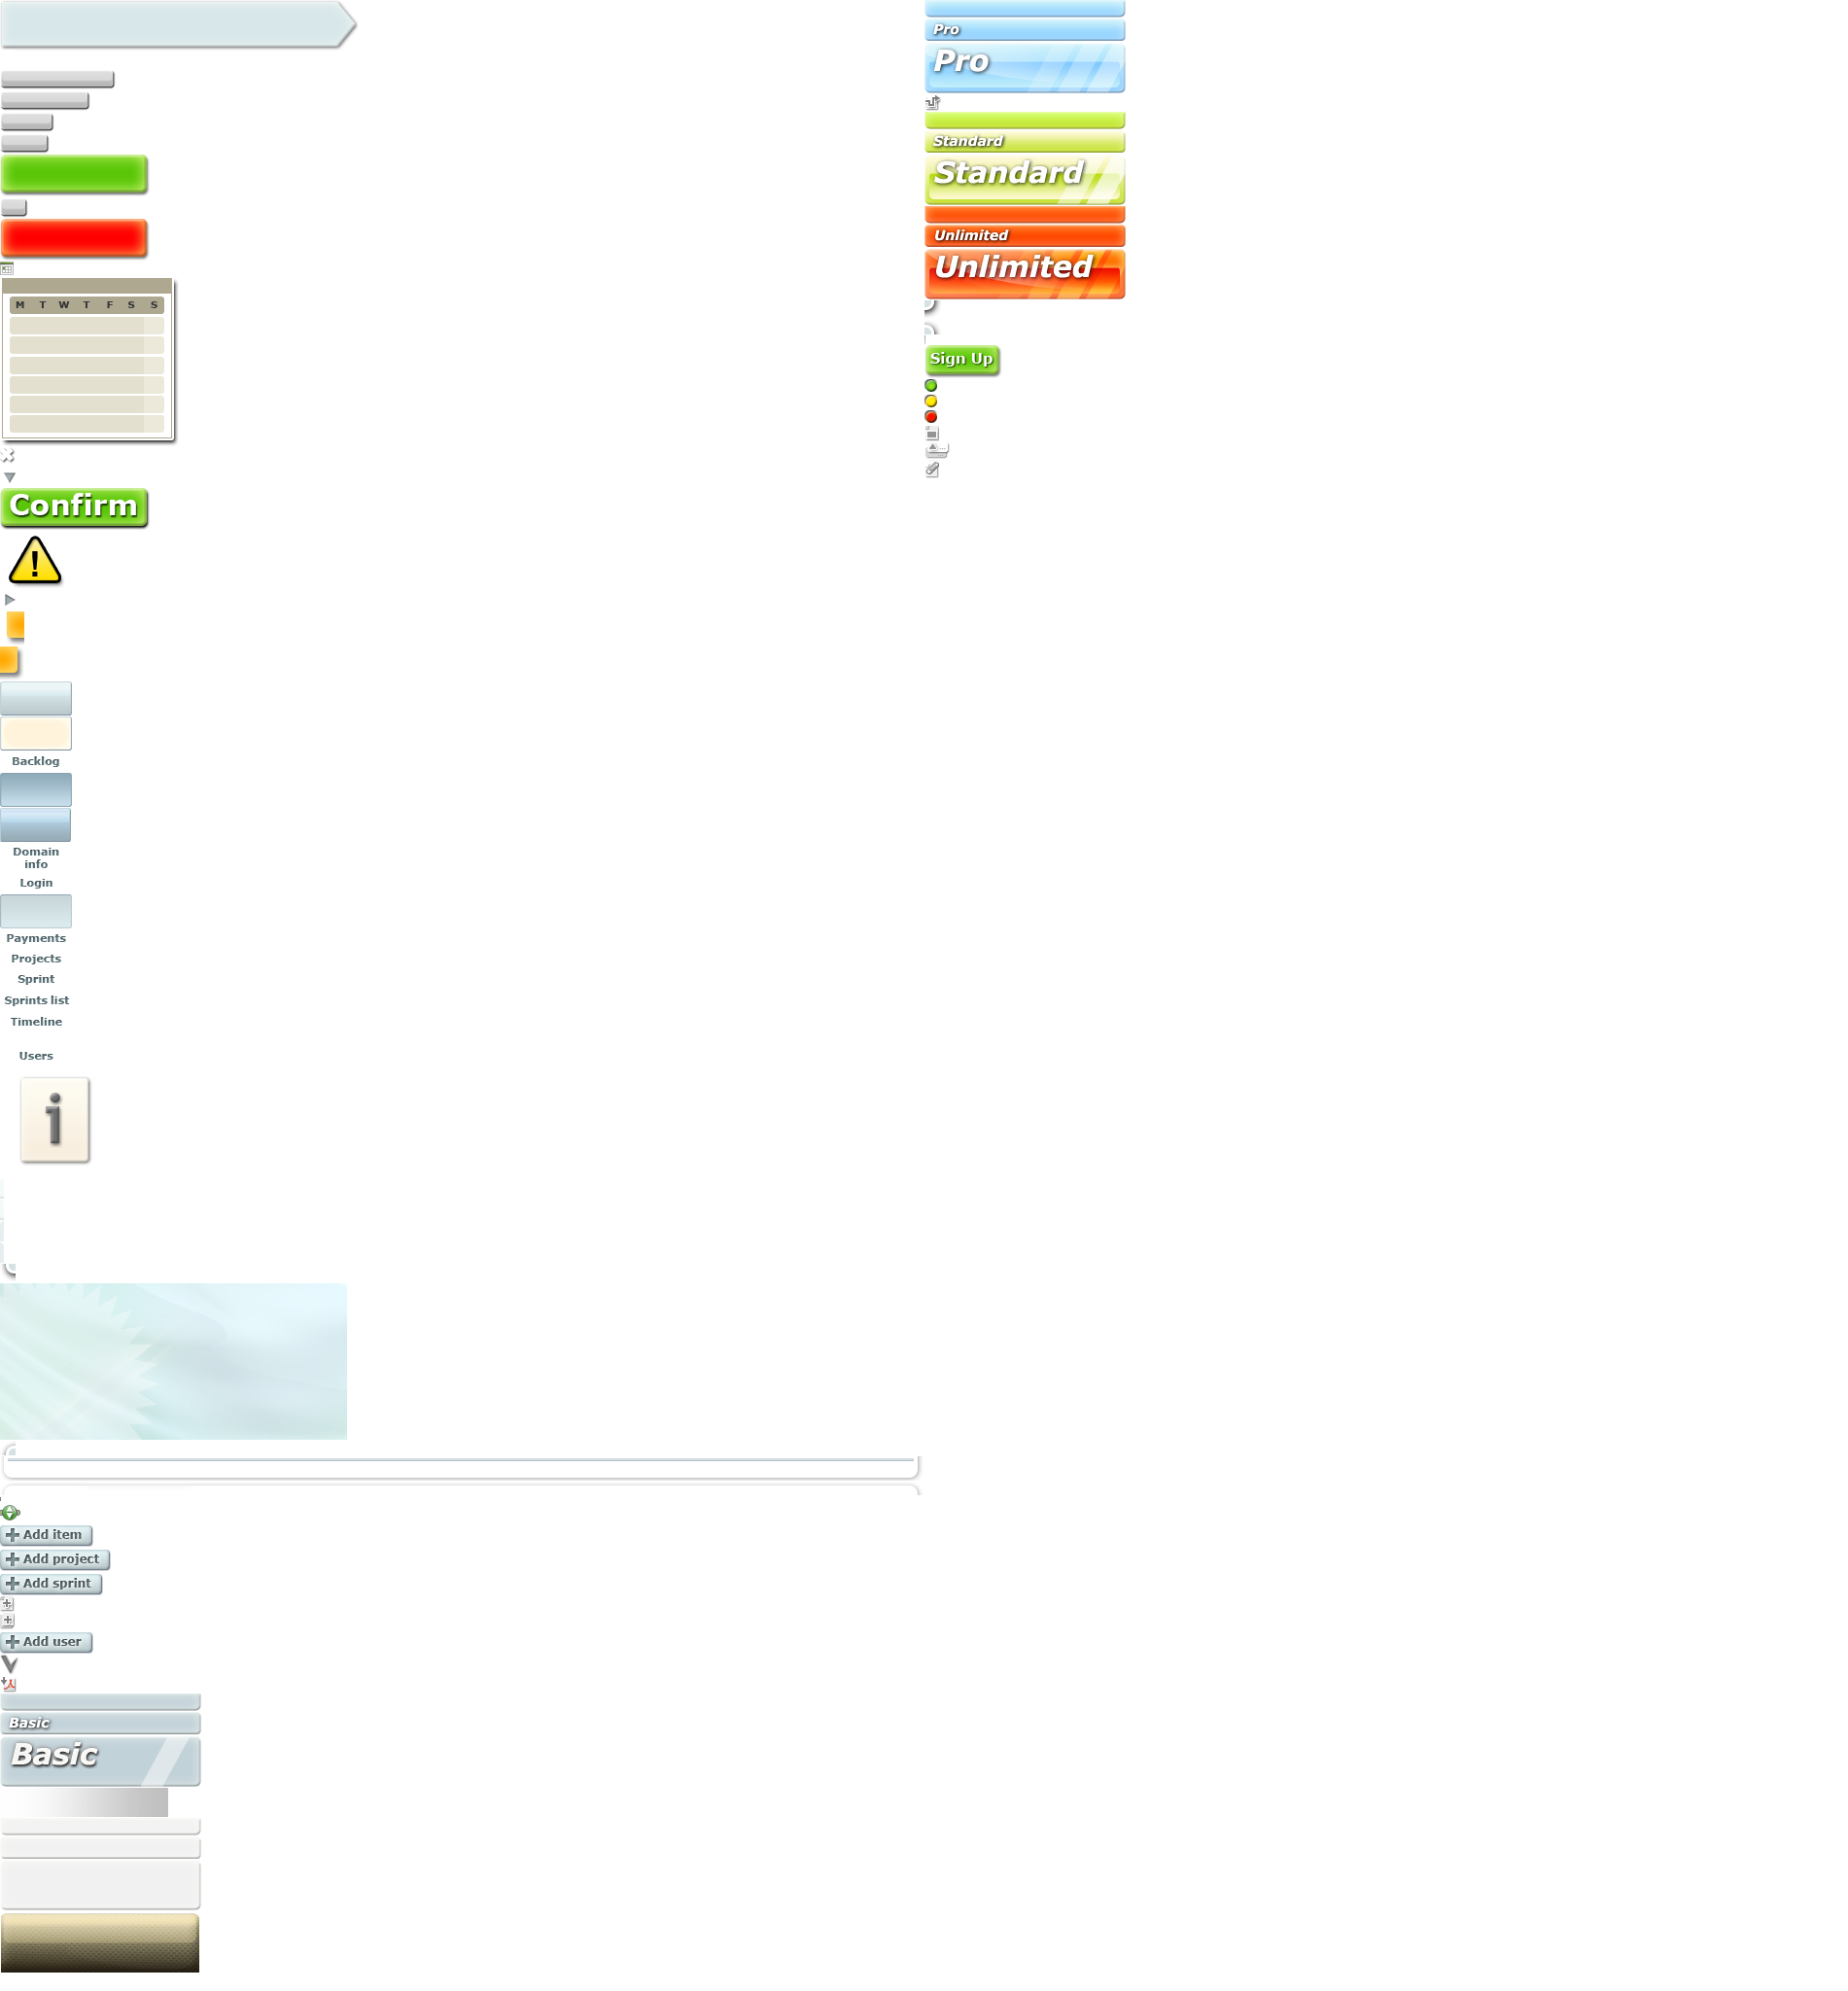 M T W T F S S
Confirm
!
Backlog
Domain
info
Login
Payments
Projects
Sprint
Sprints list
Timeline
Users
i
Add item
Add project
Add sprint
Add user
Basic
Basic
Pro
Pro
Standard
Standard
Unlimited
Unlimited
Sign Up